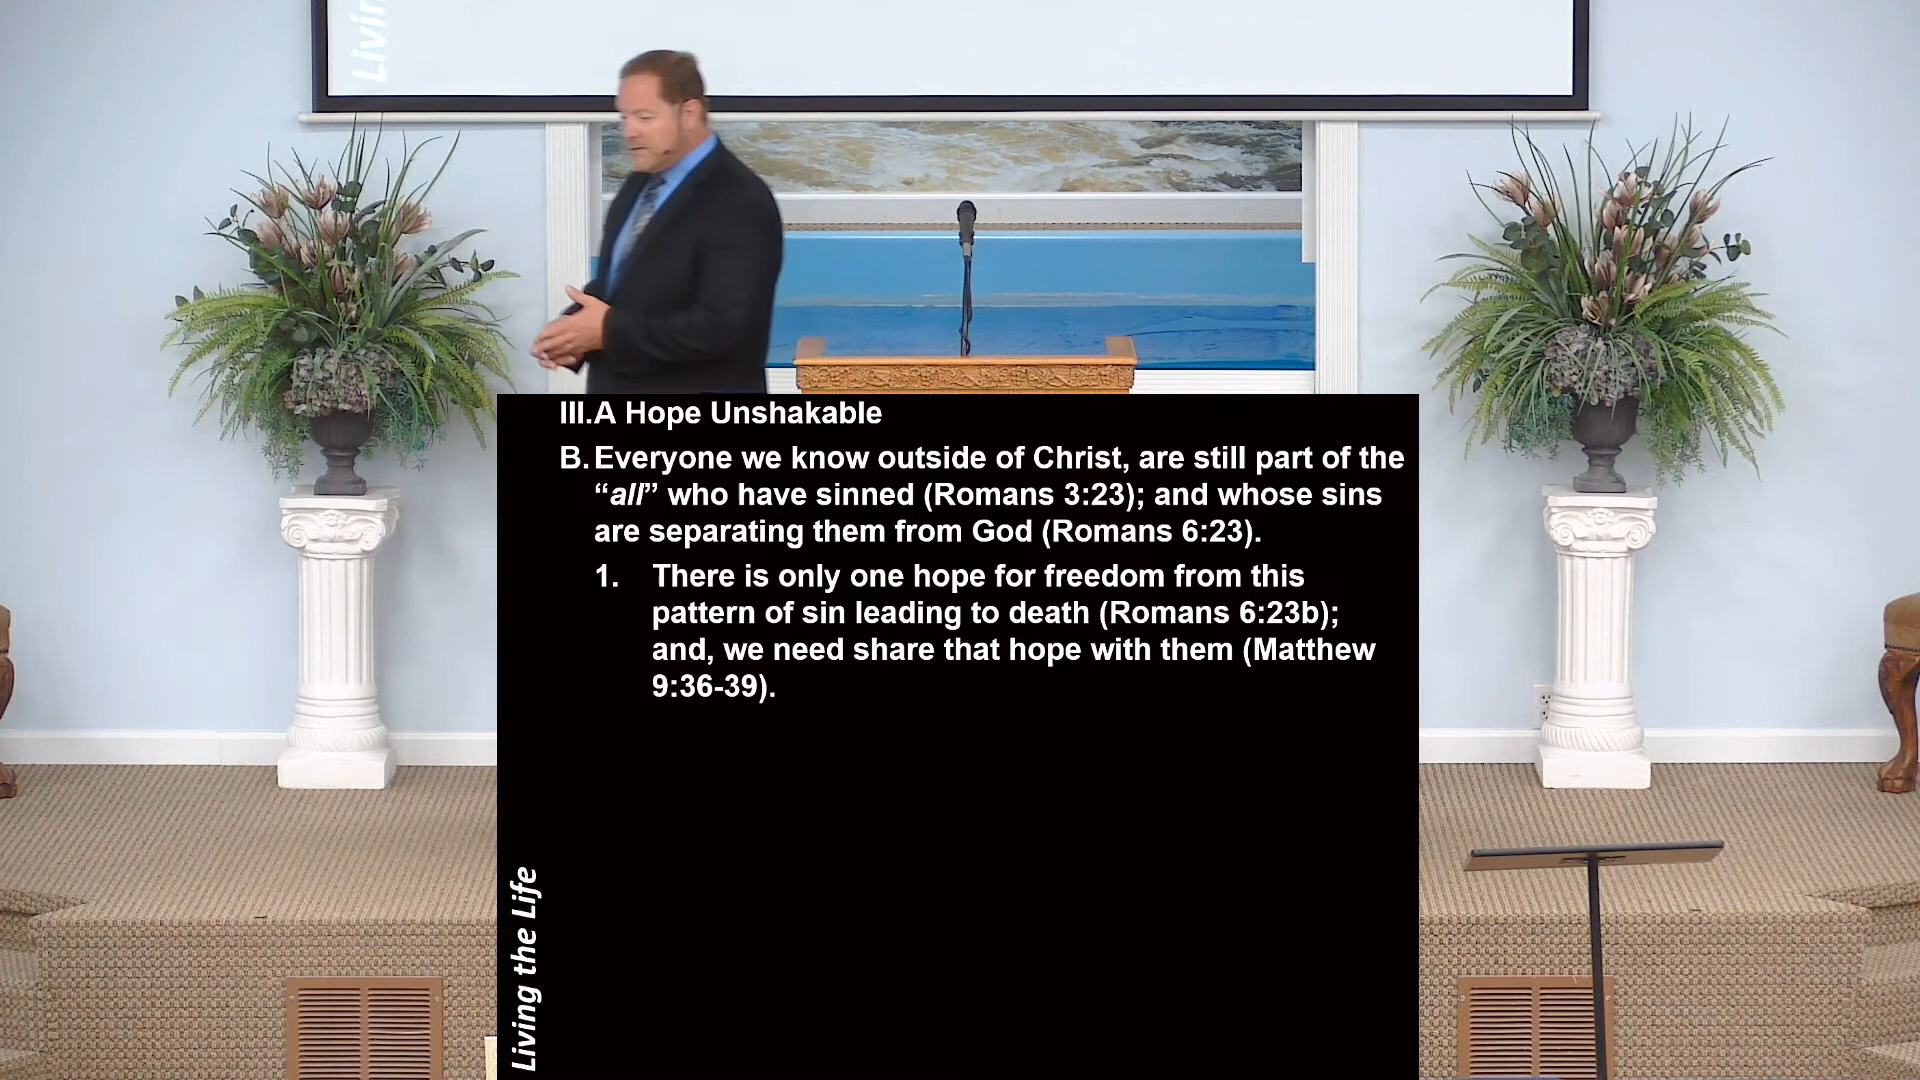 Livin
III.A Hope Unshakable
B. Everyone we know outside of Christ, are still part of the
“all” who have sinned (Romans 3:23); and whose sins
are separating them from God (Romans 6:23).
1. There is only one hope for freedom from this
pattern of sin leading to death (Romans 6:23b);
and, we need share that hope with them (Matthew
9:36-39).
Living the Life